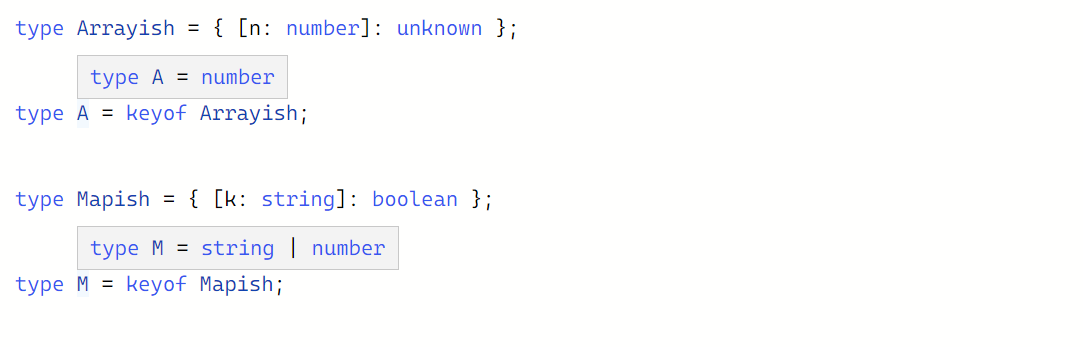 type Arrayish = { [n: number]: unknown };
type A = number
type A = keyof Arrayish;
type Mapish = { [k: string]: boolean };
type M = string | number
type M = keyof Mapish;